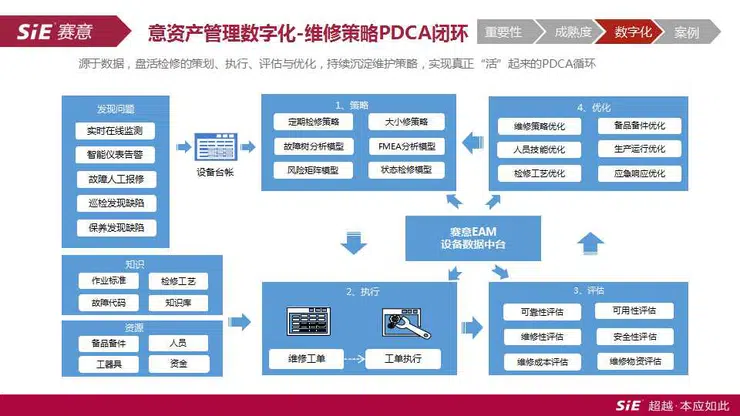 SiE 赛意
意资产管理数字化-维修策略PDCA闭环
重要性
成熟度
数字化
案例
源于数据，盘活检修的策划、执行、评估与优化，持续沉淀维护策略，实现真正“活”起来的PDCA循环
发现问题
实时在线监测
智能仪表告警
故障人工报修
巡检发现缺陷
保养发现缺陷
设备台帐
1、策略
定期检修策略
大小修策略
故障树分析模型
FMEA分析模型
风险矩阵模型
状态检修模型
4、优化
维修策略优化
备品备件优化
人员技能优化
生产运行优化
检修工艺优化
应急响应优化
赛意EAM
设备数据中台
知识
作业标准
检修工艺
故障代码
知识库
资源
备品备件
人员
工器具
资金
2、执行
维修工单
工单执行
3、评估
可靠性评估
可用性评估
维修性评估
安全性评估
维修成本评估
维修物资评估
SiE 超越·本应如此